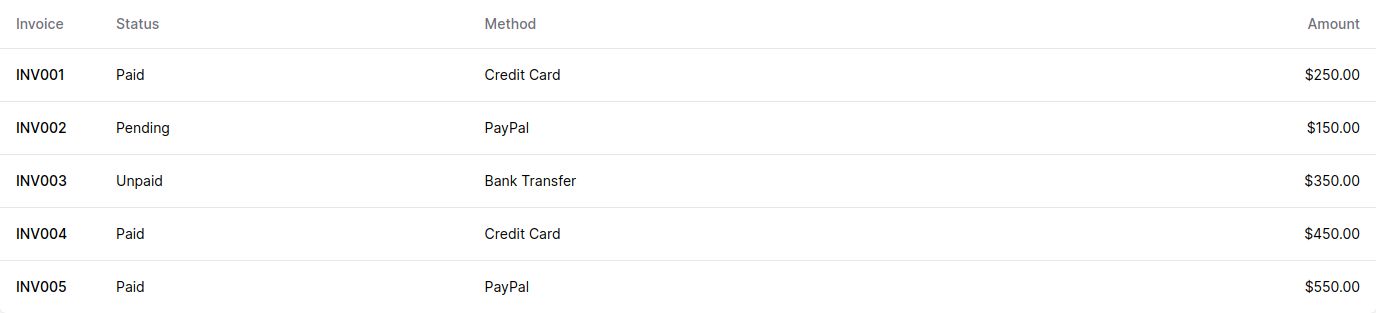 Invoice Status Method Amount
INV001 Paid Credit Card $250.00
INV002 Pending PayPal $150.00
INV003 Unpaid Bank Transfer $350.00
INV004 Paid Credit Card $450.00
INV005 Paid PayPal $550.00